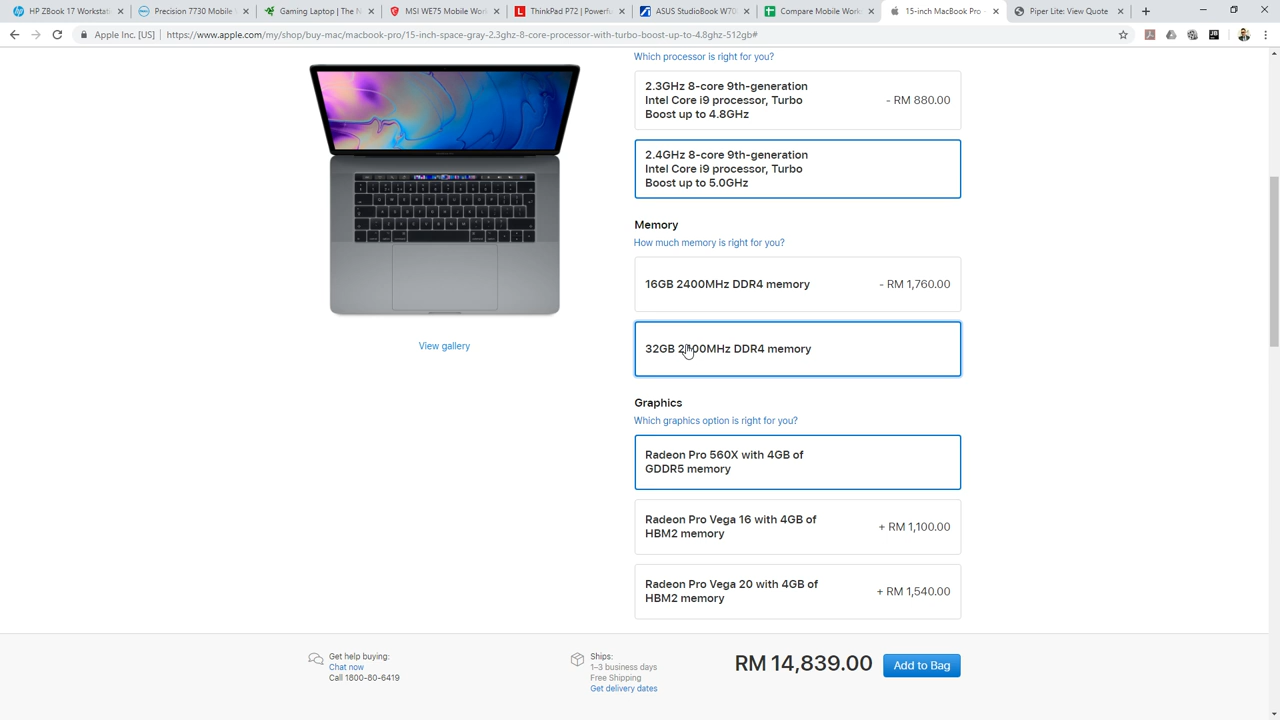 HP ZBook 17 Workstatio
Precision 7730 Mobile W
Gaming Laptop | The N
MSI WE75 Mobile Work
ThinkPad P72 | Powerfu
ASUS StudioBook W70
Compare Mobile Works
15-inch MacBook Pro -
Piper Lite: View Quote
Apple Inc. [US]
https://www.apple.com/my/shop/buy-mac/macbook-pro/15-inch-space-gray-2.3ghz-8-core-processor-with-turbo-boost-up-to-4.8ghz-512gb#
Which processor is right for you?
2.3GHz 8-core 9th-generation
Intel Core i9 processor, Turbo
Boost up to 4.8GHz
- RM 880.00
2.4GHz 8-core 9th-generation
Intel Core i9 processor, Turbo
Boost up to 5.0GHz
Memory
How much memory is right for you?
16GB 2400MHz DDR4 memory
- RM 1,760.00
32GB 2400MHz DDR4 memory
View gallery
Graphics
Which graphics option is right for you?
Radeon Pro 560X with 4GB of
GDDR5 memory
Radeon Pro Vega 16 with 4GB of
HBM2 memory
+ RM 1,100.00
Radeon Pro Vega 20 with 4GB of
HBM2 memory
+ RM 1,540.00
Get help buying:
Chat now
Call 1800-80-6419
Ships:
1–3 business days
Free Shipping
Get delivery dates
RM 14,839.00
Add to Bag